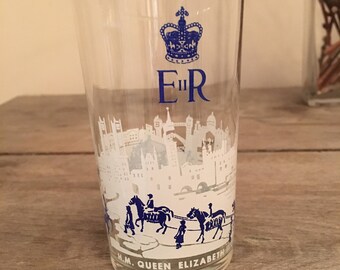 EIIR
H.M. QUEEN ELIZABETH